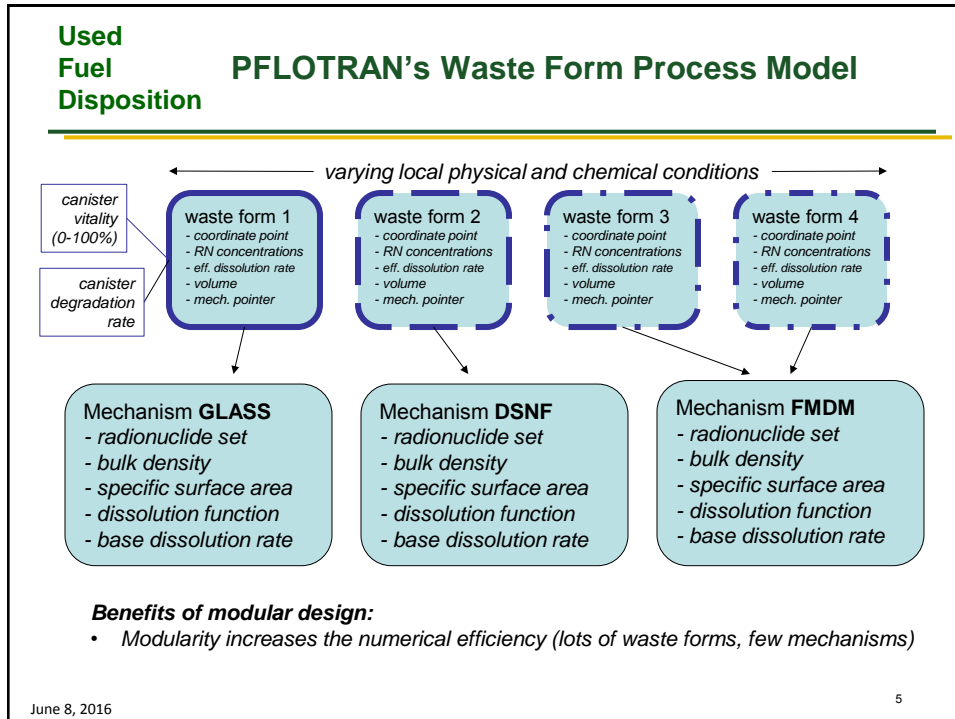 Used
Fuel
Disposition
PFLOTRAN's Waste Form Process Model
varying local physical and chemical conditions
canister
vitality
(0-100%)
canister
degradation
rate
waste form 1
- coordinate point
- RN concentrations
- eff. dissolution rate
- volume
- mech. pointer
waste form 2
- coordinate point
- RN concentrations
- eff. dissolution rate
- volume
- mech. pointer
waste form 3
- coordinate point
- RN concentrations
- eff. dissolution rate
- volume
- mech. pointer
waste form 4
- coordinate point
- RN concentrations
- eff. dissolution rate
- volume
- mech. pointer
Mechanism GLASS
- radionuclide set
- bulk density
- specific surface area
- dissolution function
- base dissolution rate
Mechanism DSNF
- radionuclide set
- bulk density
- specific surface area
- dissolution function
- base dissolution rate
Mechanism FMDM
- radionuclide set
- bulk density
- specific surface area
- dissolution function
- base dissolution rate
Benefits of modular design:
• Modularity increases the numerical efficiency (lots of waste forms, few mechanisms)
June 8, 2016
5